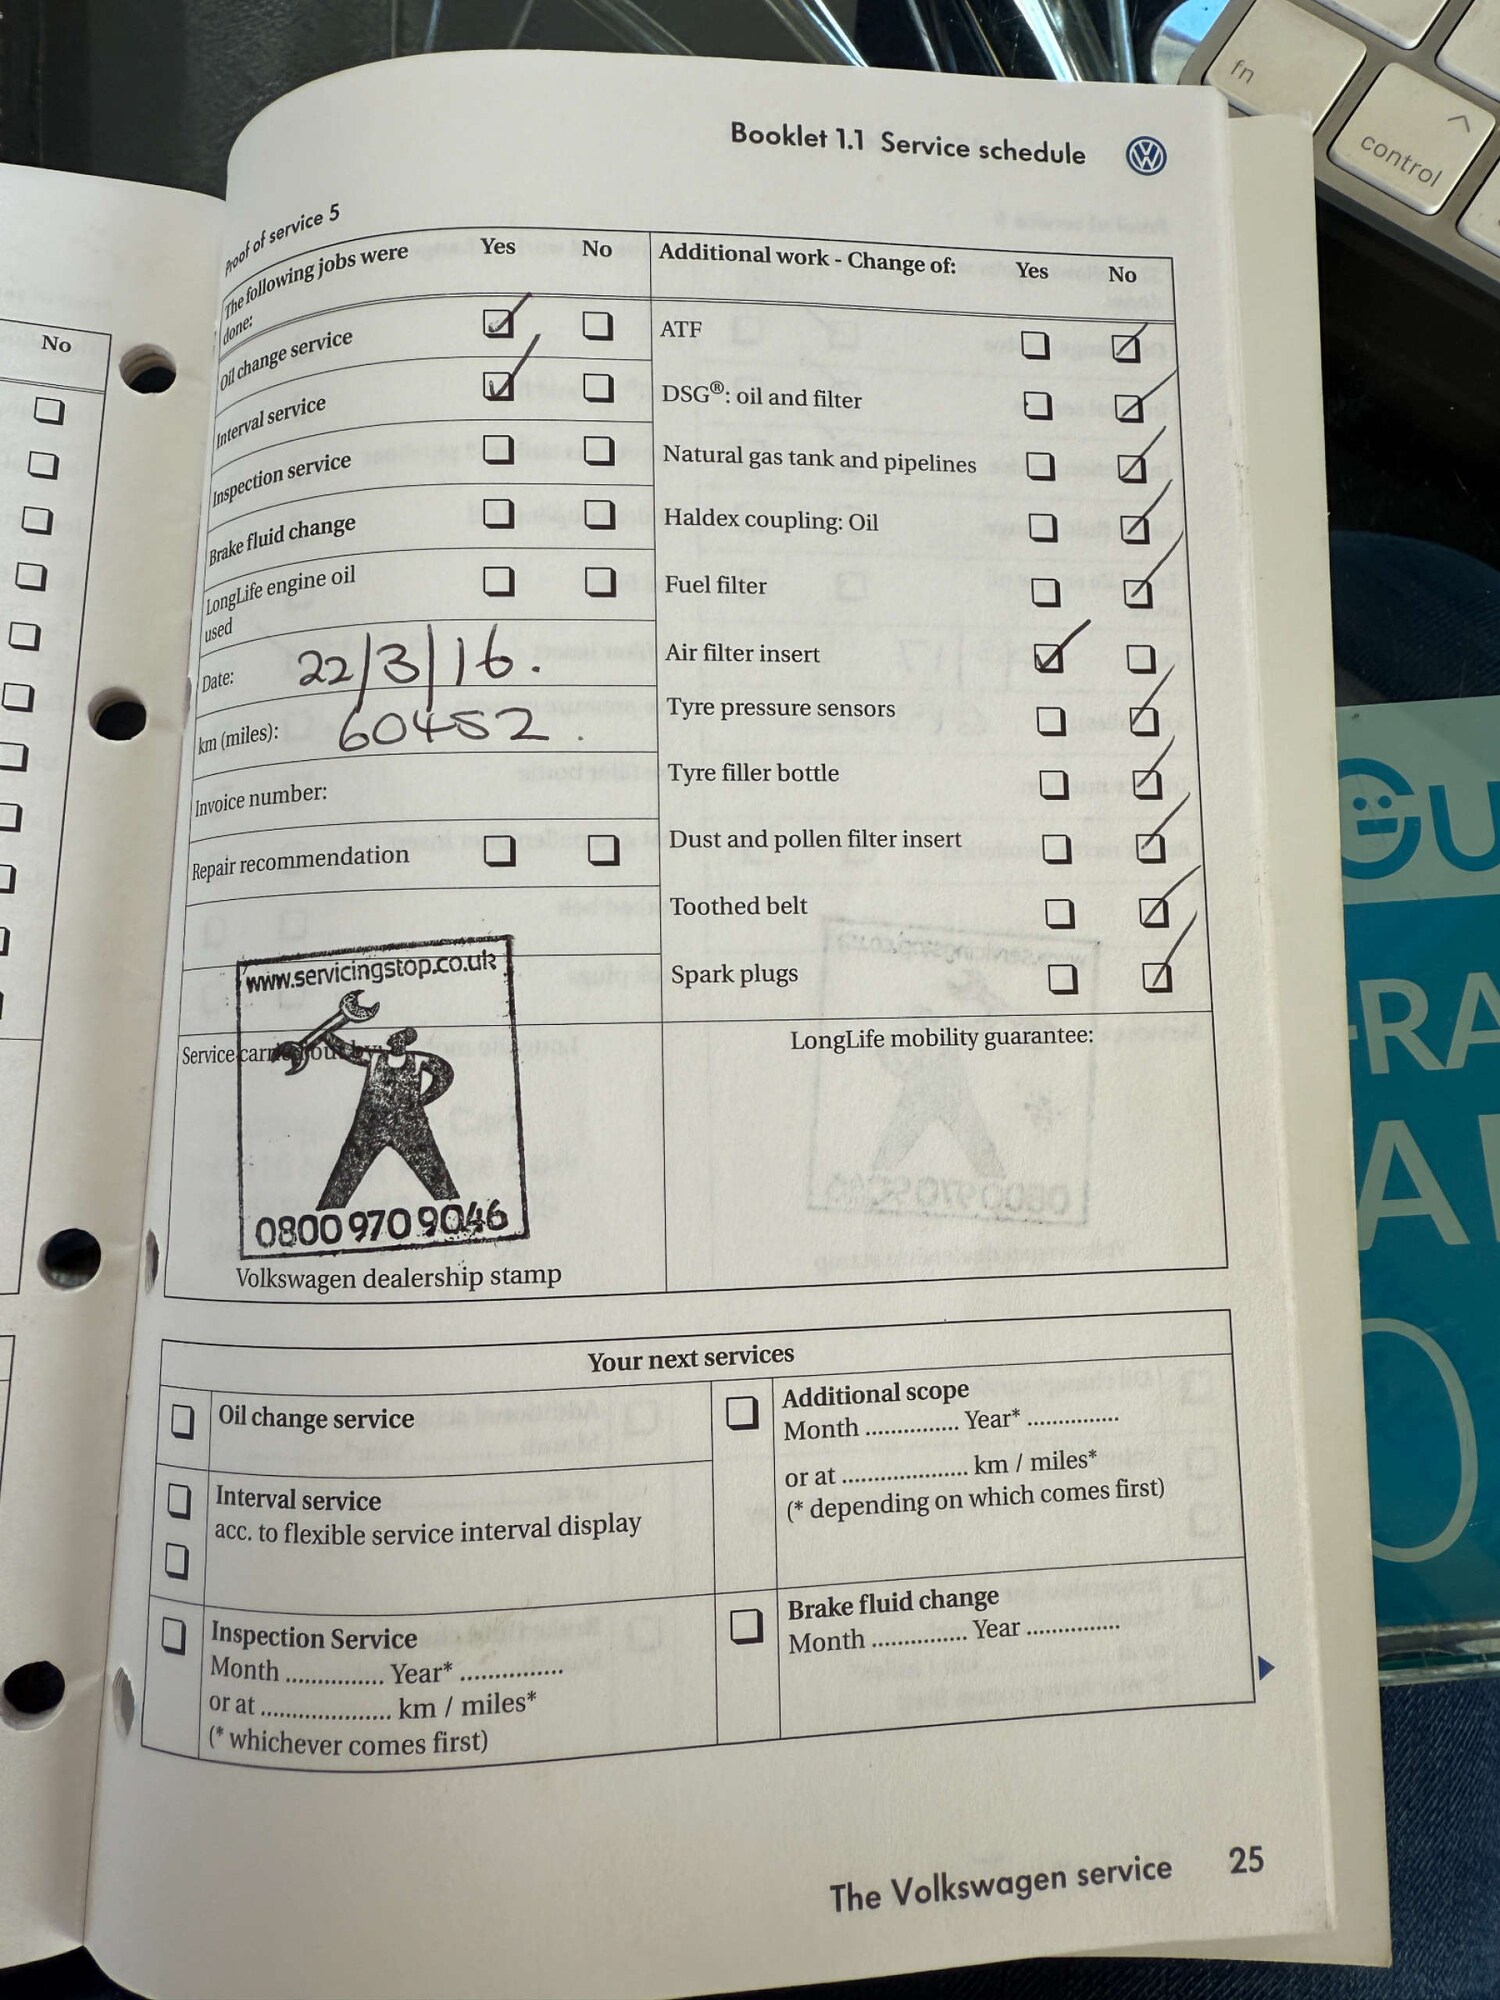 fn
control
Booklet 1.1 Service schedule
Proof of service 5
The following jobs were done:
Yes
No
Oil change service
Interval service
Inspection service
Brake fluid change
LongLife engine oil
used
Date:
22/3/16.
km (miles):
60452.
Invoice number:
Repair recommendation
Additional work - Change of:
Yes
No
ATF
DSG®: oil and filter
Natural gas tank and pipelines
Haldex coupling: Oil
Fuel filter
Air filter insert
Tyre pressure sensors
Tyre filler bottle
Dust and pollen filter insert
Toothed belt
Spark plugs
www.servicingstop.co.uk
Service carried out by:
0800 970 9046
Volkswagen dealership stamp
LongLife mobility guarantee:
Your next services
Oil change service
Interval service
acc. to flexible service interval display
Inspection Service
Month ............... Year* ................
or at .................... km / miles*
(* whichever comes first)
Additional scope
Month .............. Year* ..............
or at .................... km / miles*
(* depending on which comes first)
Brake fluid change
Month .............. Year ..............
The Volkswagen service 25
No